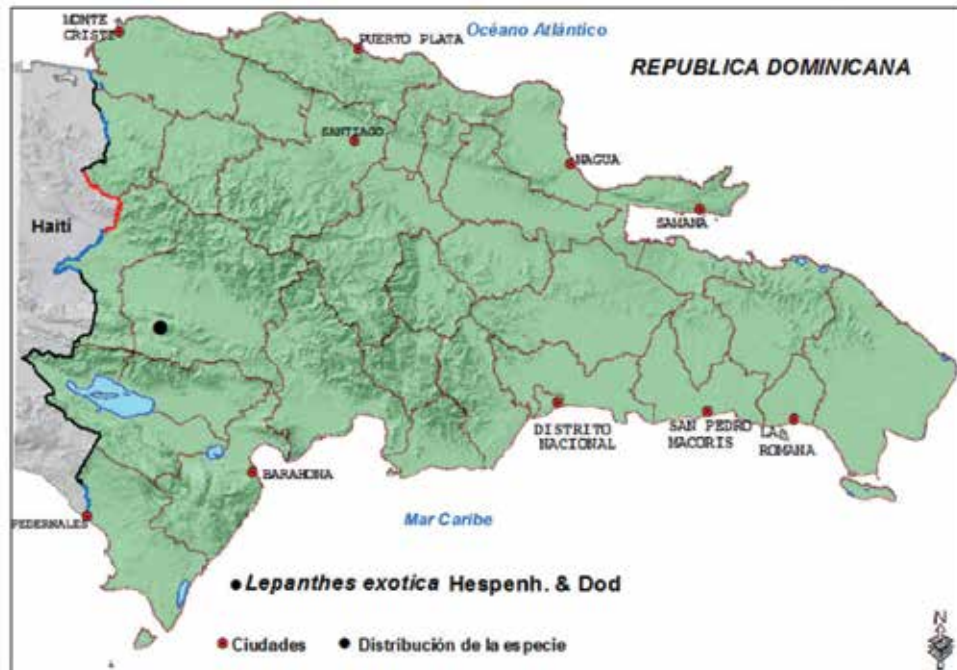 MONTE
CRISTI
PUERTO PLATA
Océano Atlántico
REPUBLICA DOMINICANA
SANTIAGO
NAGUA
SAMANA
Haití
DISTRITO
NACIONAL
SAN PEDRO
MACORIS
LA
ROMANA
BARAHONA
PEDERNALES
Mar Caribe
Lepanthes exotica Hespenh. & Dod
Ciudades
Distribución de la especie
N